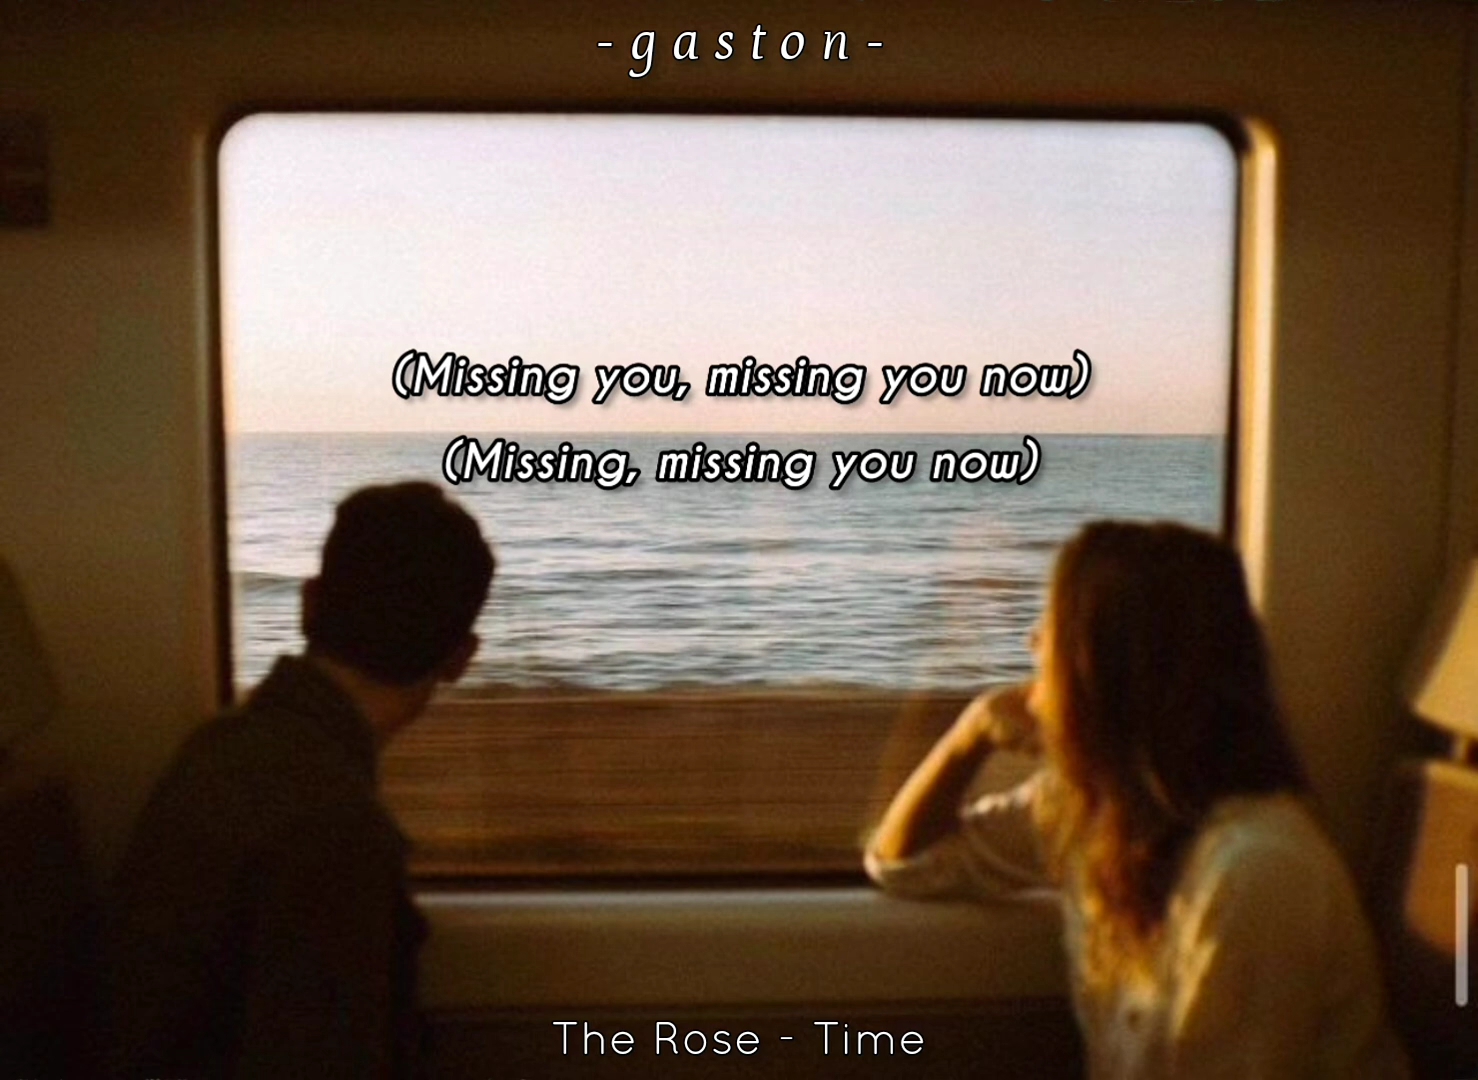 -gaston-
(Missing you, missing you now)
(Missing, missing you now)
The Rose - Time